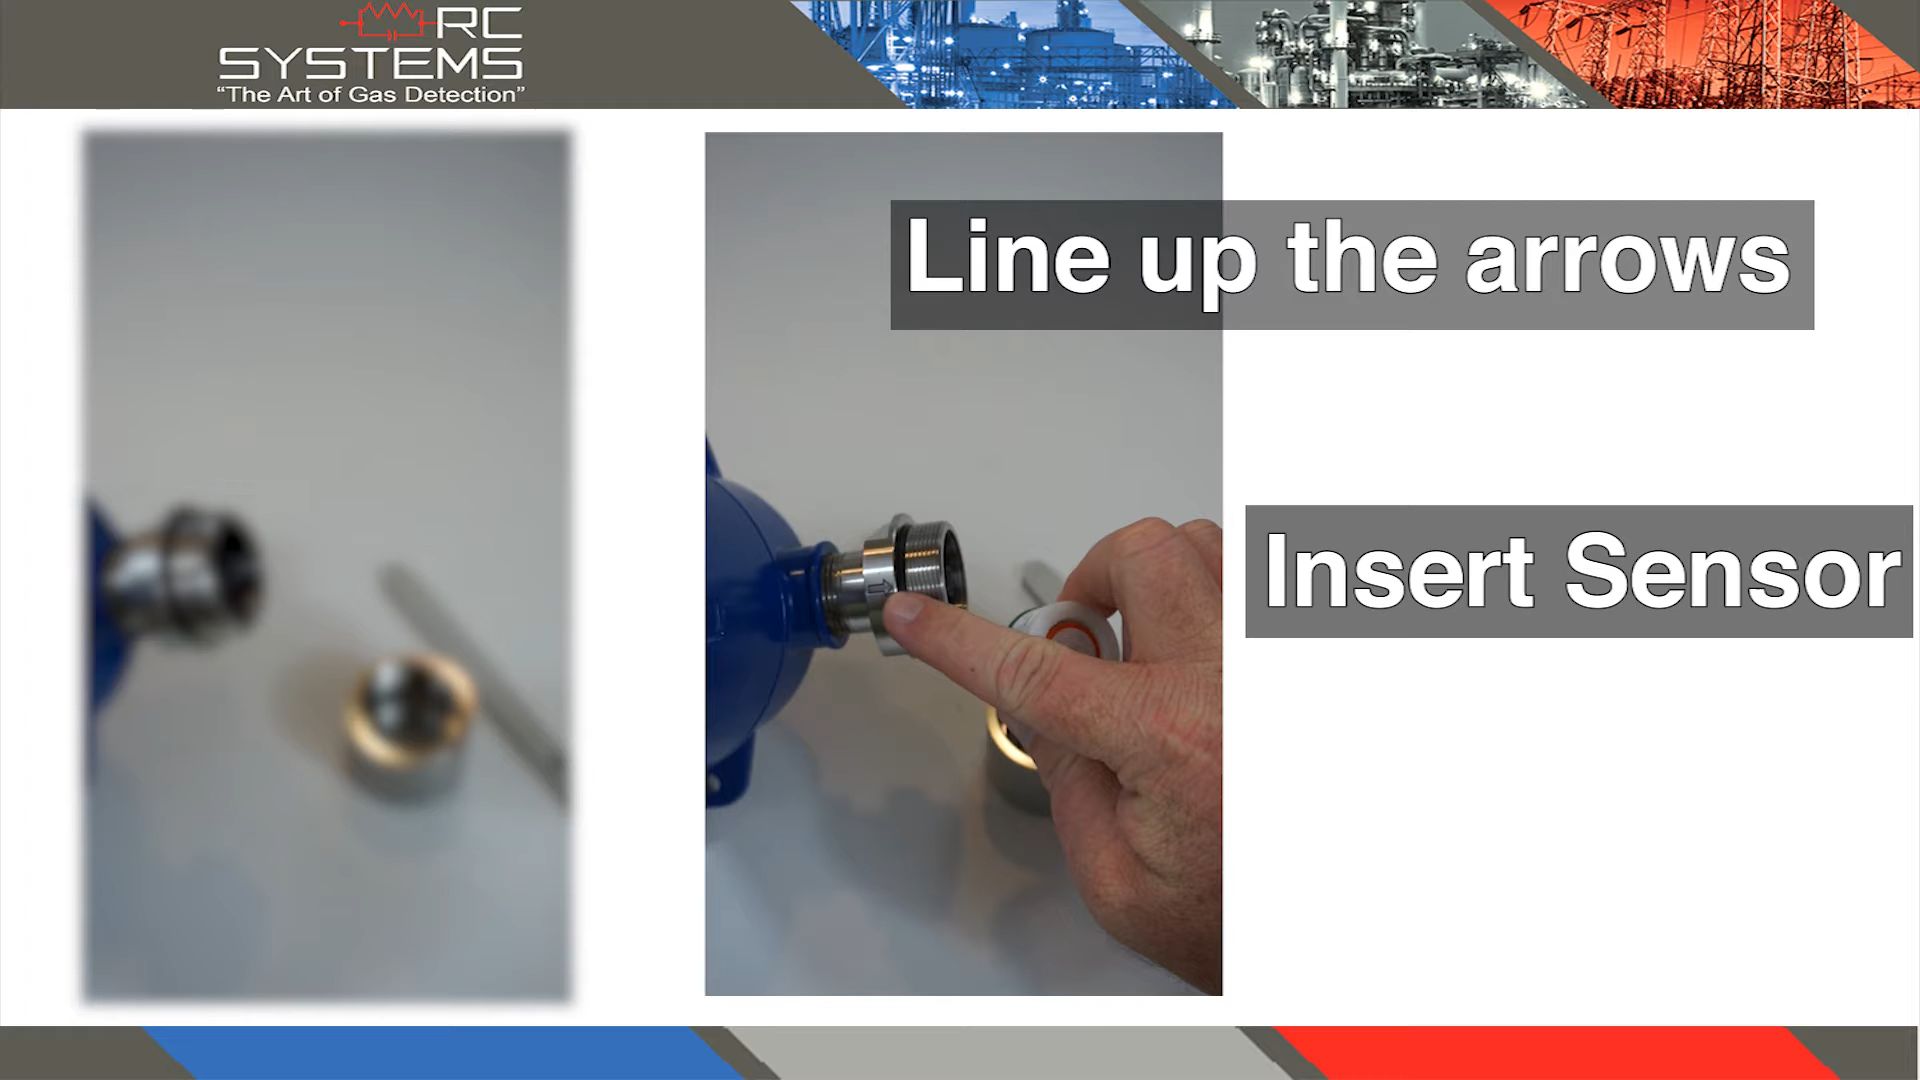 RC
SYSTEMS
“The Art of Gas Detection”
Line up the arrows
Insert Sensor